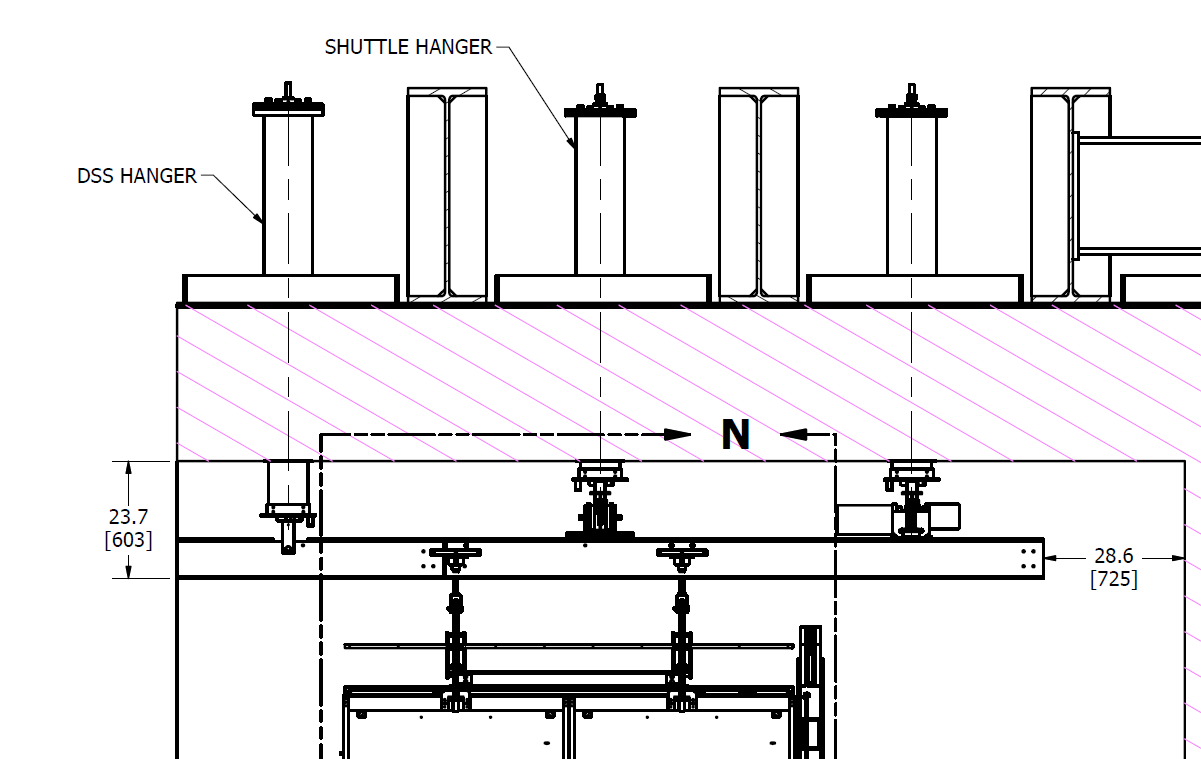 SHUTTLE HANGER
DSS HANGER
N
23.7
[603]
28.6
[725]